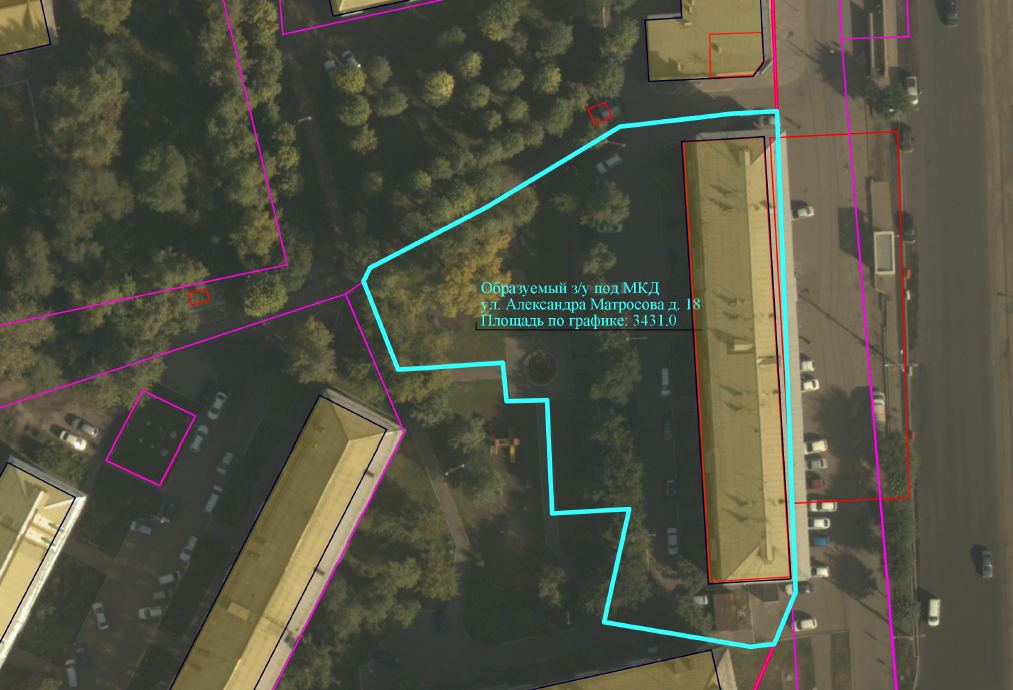 Образуемый з/у под МКД
ул. Александра Матросова д. 18
Площадь по графике: 3431.0